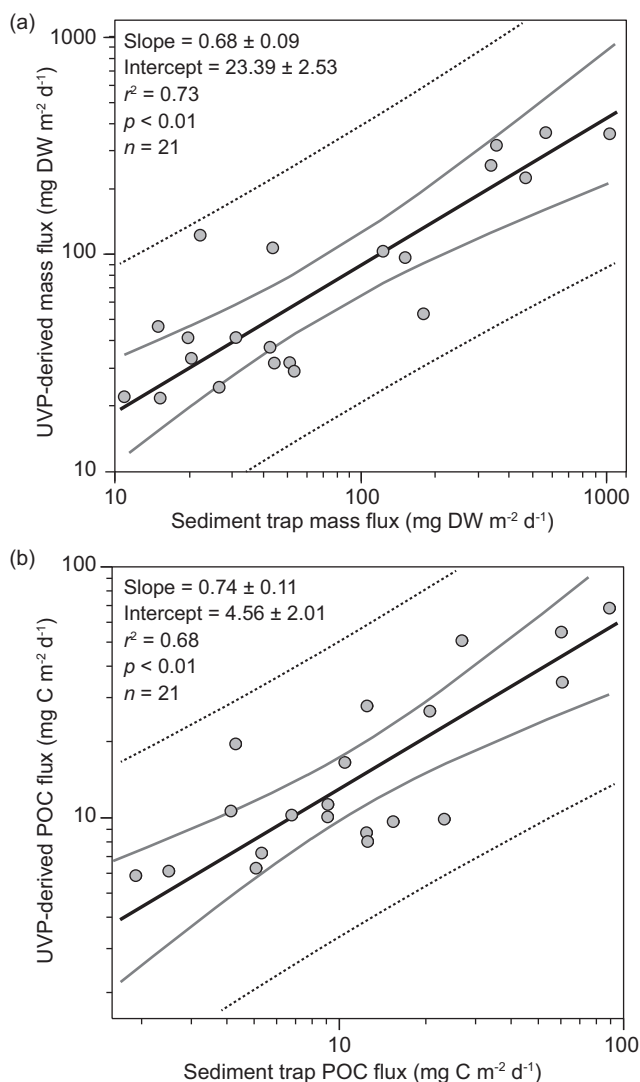 (a)
1000
Slope = 0.68 ± 0.09
Intercept = 23.39 ± 2.53
r² = 0.73
p < 0.01
n = 21
UVP-derived mass flux (mg DW m⁻² d⁻¹)
100
10
10
100
1000
Sediment trap mass flux (mg DW m⁻² d⁻¹)
(b)
100
Slope = 0.74 ± 0.11
Intercept = 4.56 ± 2.01
r² = 0.68
p < 0.01
n = 21
UVP-derived POC flux (mg C m⁻² d⁻¹)
10
10
100
Sediment trap POC flux (mg C m⁻² d⁻¹)